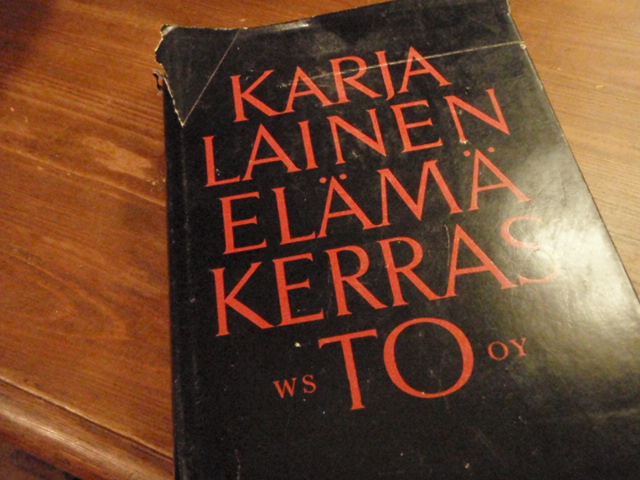 KARJA
LAINEN
ELÄMÄ
KERRAS
WS TO OY